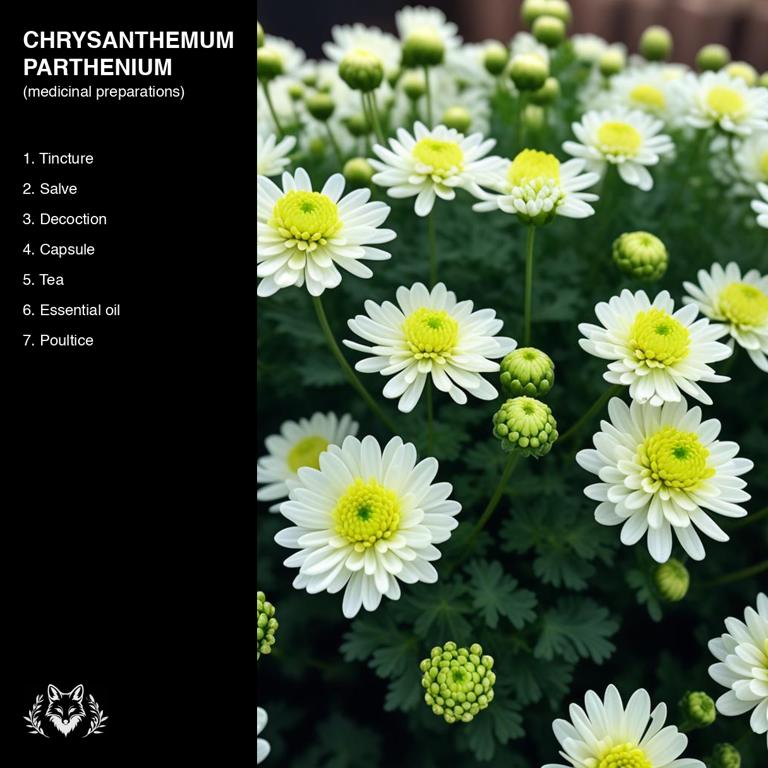 CHRYSANTHEMUM
PARTHENIUM
(medicinal preparations)
1. Tincture
2. Salve
3. Decoction
4. Capsule
5. Tea
6. Essential oil
7. Poultice